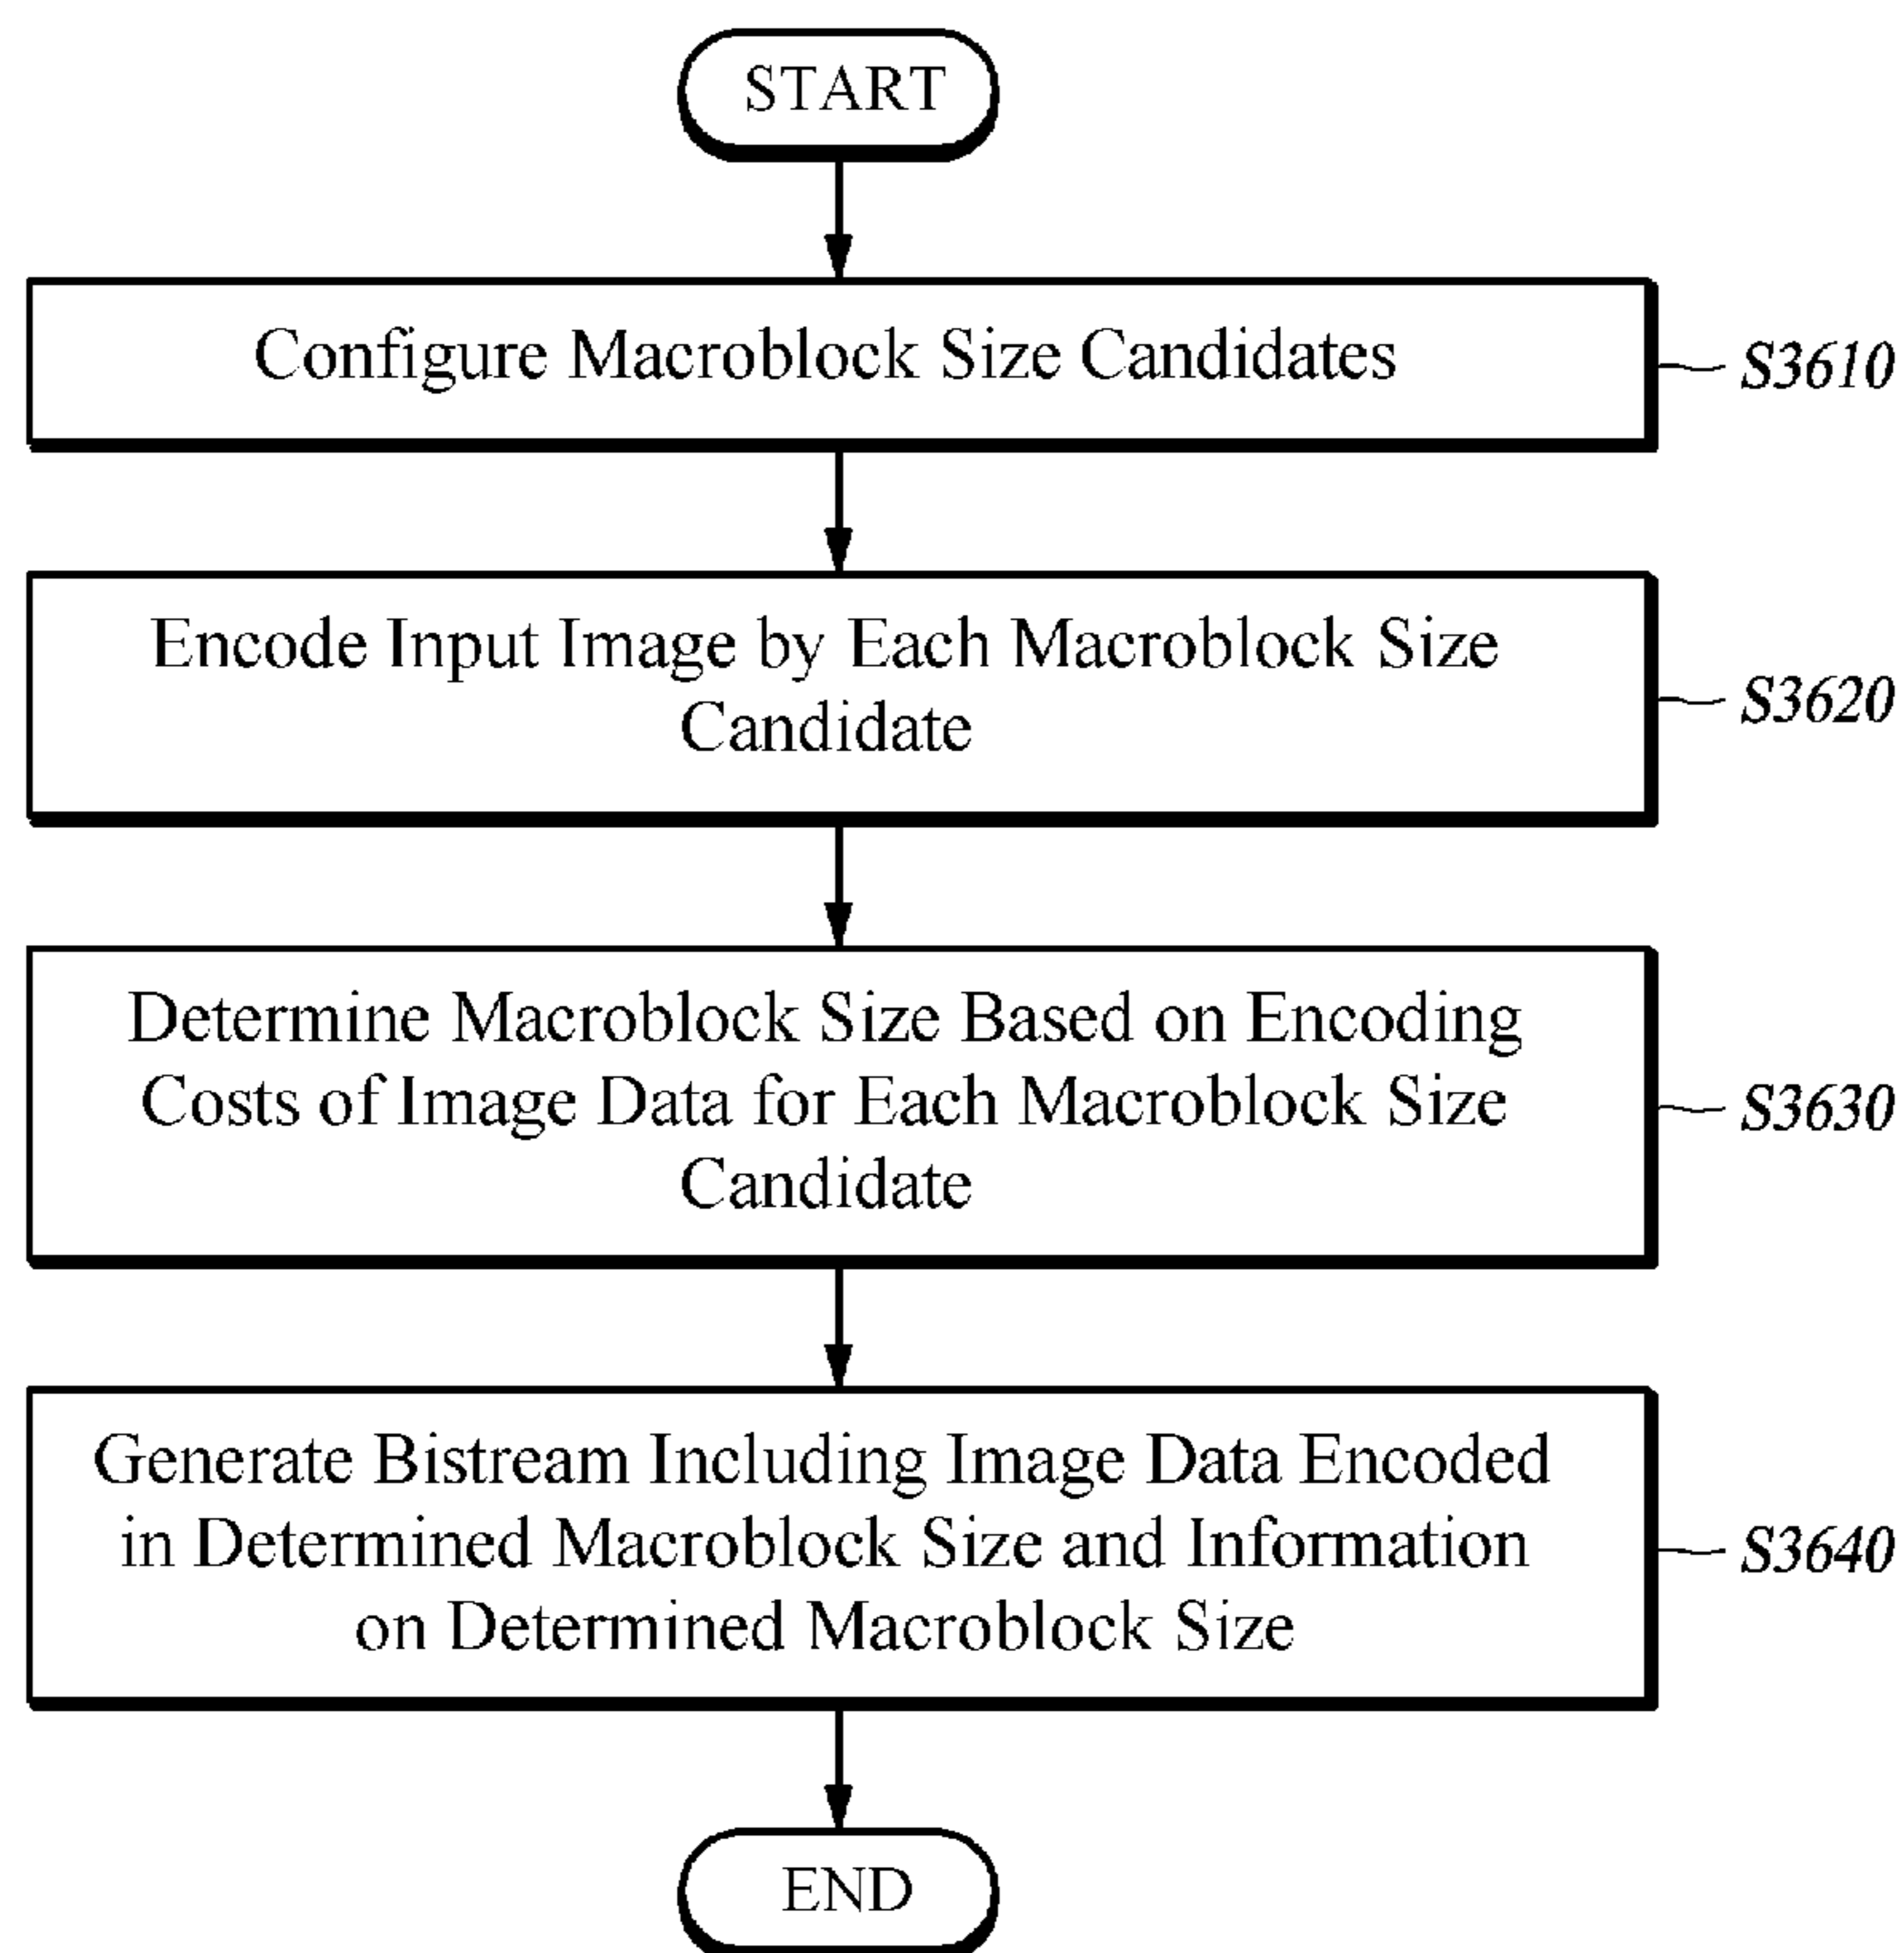 START
Configure Macroblock Size Candidates
S3610
Encode Input Image by Each Macroblock Size
Candidate
S3620
Determine Macroblock Size Based on Encoding
Costs of Image Data for Each Macroblock Size
Candidate
S3630
Generate Bistream Including Image Data Encoded
in Determined Macroblock Size and Information
on Determined Macroblock Size
S3640
END